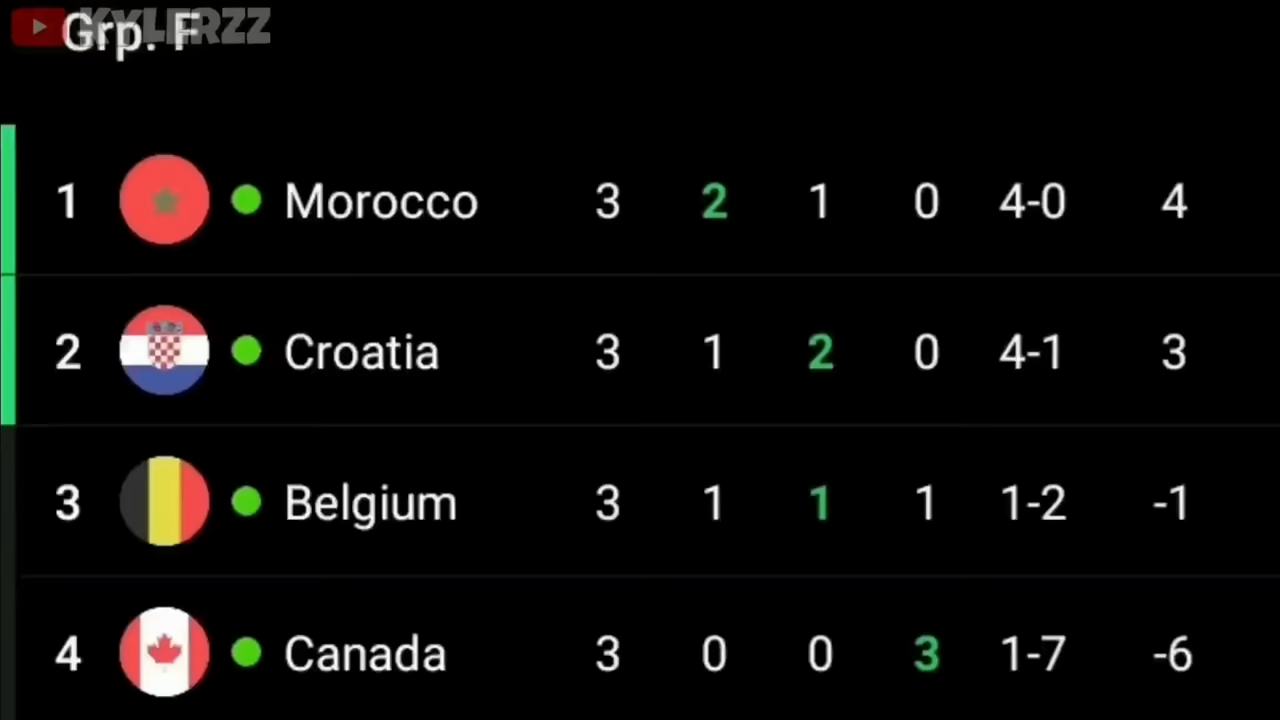 KYLERZZ
Grp. F
1 Morocco 3 2 1 0 4-0 4
2 Croatia 3 1 2 0 4-1 3
3 Belgium 3 1 1 1 1-2 -1
4 Canada 3 0 0 3 1-7 -6